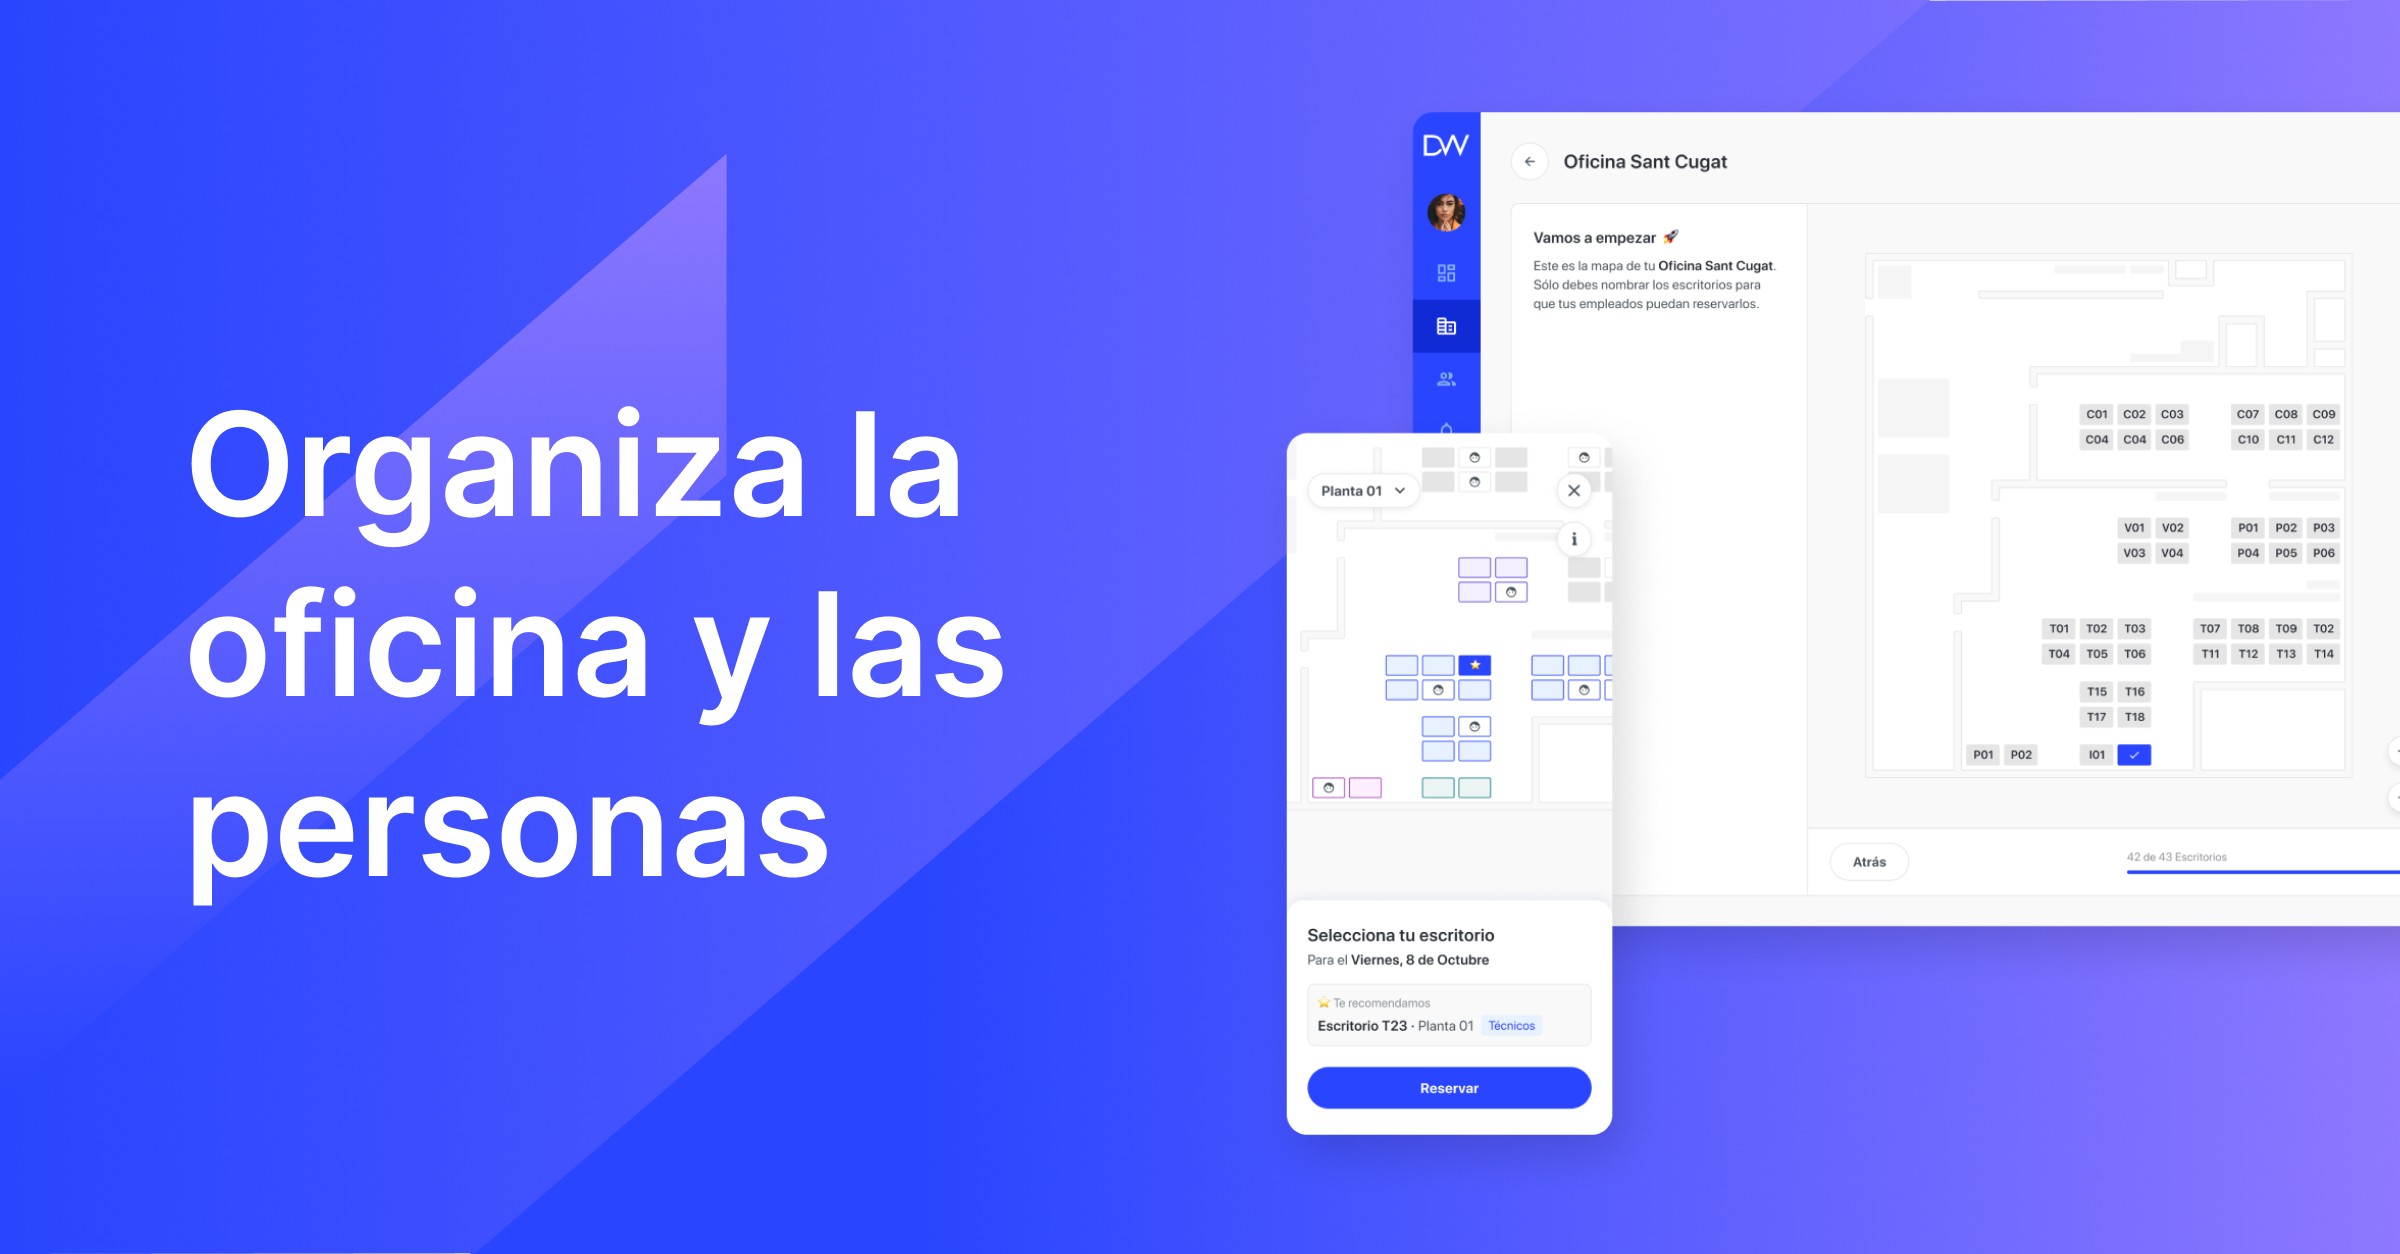 Organiza la
oficina y las
personas
DW
Oficina Sant Cugat
Vamos a empezar 🚀
Este es la mapa de tu Oficina Sant Cugat.
Sólo debes nombrar los escritorios para
que tus empleados puedan reservarlos.
C01 C02 C03 C07 C08 C09
C04 C04 C06 C10 C11 C12
V01 V02 P01 P02 P03
V03 V04 P04 P05 P06
T01 T02 T03 T07 T08 T09 T02
T04 T05 T06 T11 T12 T13 T14
T15 T16
T17 T18
P01 P02 I01
Atrás
42 de 43 Escritorios
Planta 01
Selecciona tu escritorio
Para el Viernes, 8 de Octubre
⭐ Te recomendamos
Escritorio T23 · Planta 01 Técnicos
Reservar